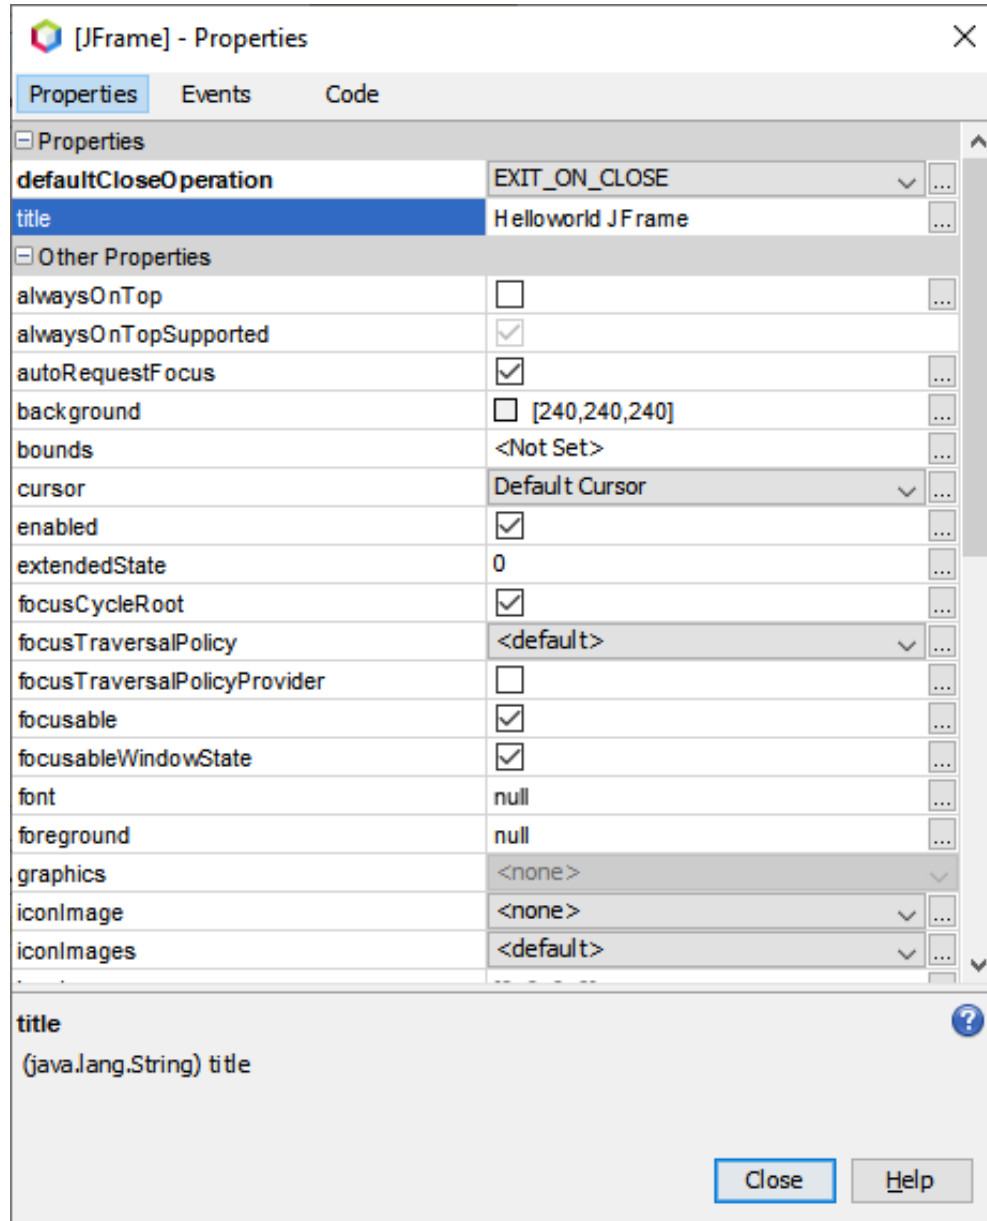 [JFrame] - Properties
Properties Events Code
Properties
defaultCloseOperation EXIT_ON_CLOSE ...
title Helloworld JFrame ...
Other Properties
alwaysOnTop ...
alwaysOnTopSupported
autoRequestFocus ...
background [240,240,240] ...
bounds <Not Set> ...
cursor Default Cursor ...
enabled ...
extendedState 0 ...
focusCycleRoot ...
focusTraversalPolicy <default> ...
focusTraversalPolicyProvider ...
focusable ...
focusableWindowState ...
font null ...
foreground null ...
graphics <none>
iconImage <none> ...
iconImages <default> ...
title ?
(java.lang.String) title
Close Help